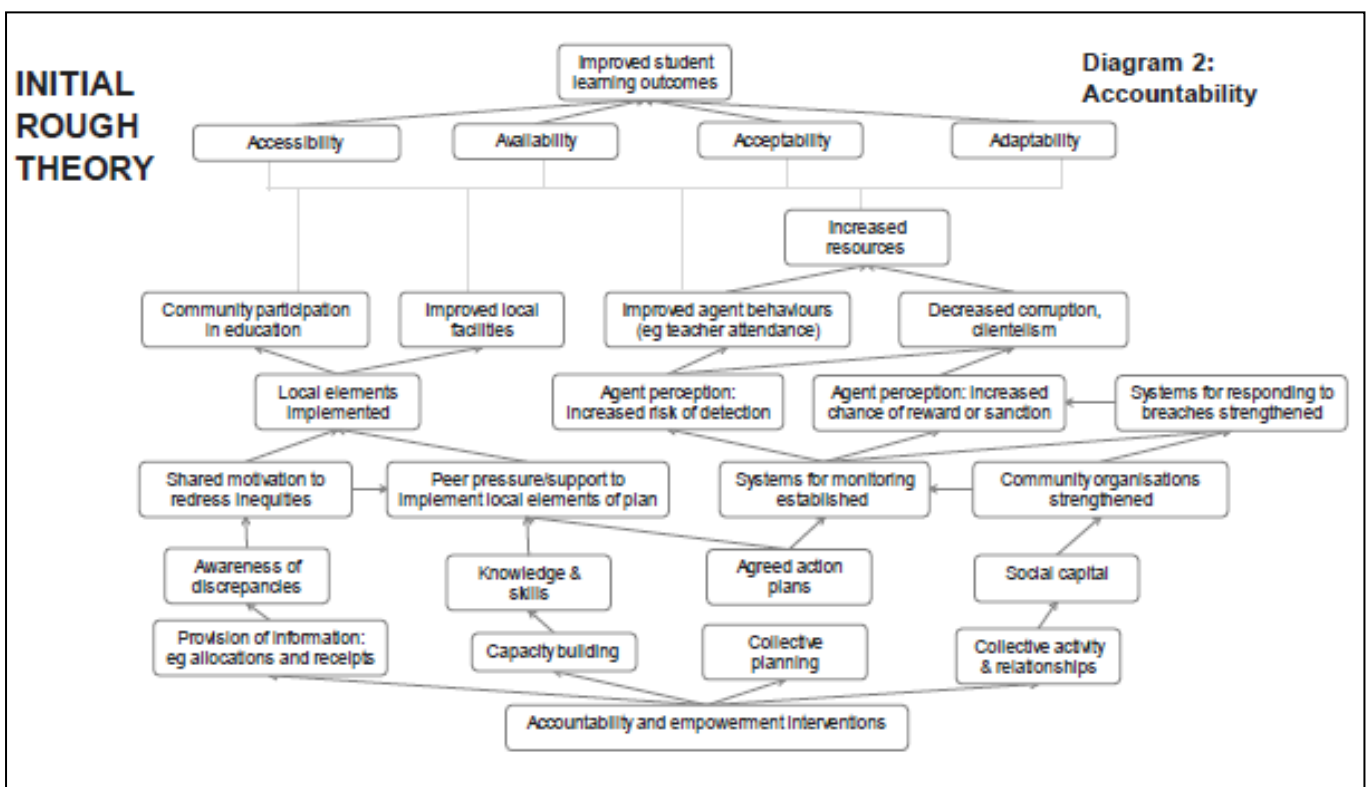 INITIAL
ROUGH
THEORY
Diagram 2:
Accountability
Improved student
learning outcomes
Accessibility
Availability
Acceptability
Adaptability
Increased
resources
Community participation
in education
Improved local
facilities
Improved agent behaviours
(eg teacher attendance)
Decreased corruption,
clientelism
Local elements
implemented
Agent perception:
Increased risk of detection
Agent perception: Increased
chance of reward or sanction
Systems for responding to
breaches strengthened
Shared motivation to
redress inequities
Peer pressure/support to
implement local elements of plan
Systems for monitoring
established
Community organisations
strengthened
Awareness of
discrepancies
Knowledge &
skills
Agreed action
plans
Social capital
Provision of information:
eg allocations and receipts
Capacity building
Collective
planning
Collective activity
& relationships
Accountability and empowerment interventions